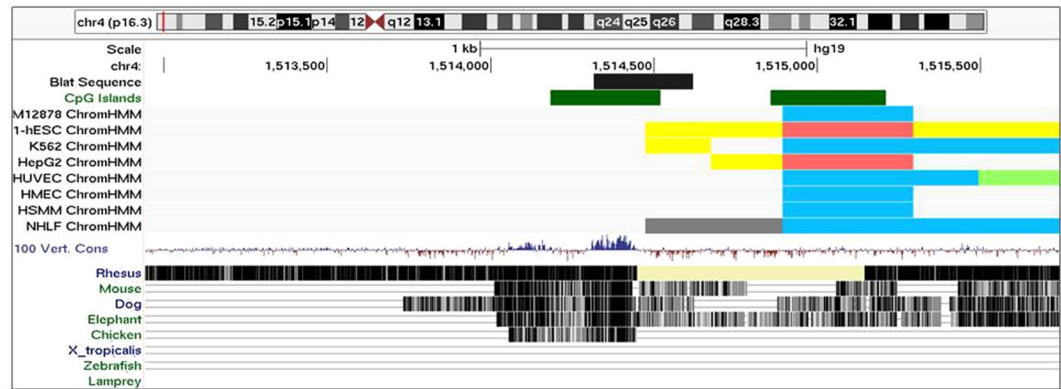 chr4 (p16.3) 15.2 p15.1 p14 12 q12 13.1 q24 q25 q26 q28.3 32.1
Scale 1 kb hg19
chr4: 1,513,500 1,514,000 1,514,500 1,515,000 1,515,500
Blat Sequence
CpG Islands
M12878 ChromHMM
1-hESC ChromHMM
K562 ChromHMM
HepG2 ChromHMM
HUVEC ChromHMM
HMEC ChromHMM
HSMM ChromHMM
NHLF ChromHMM
100 Vert. Cons
Rhesus
Mouse
Dog
Elephant
Chicken
X_tropicalis
Zebrafish
Lamprey